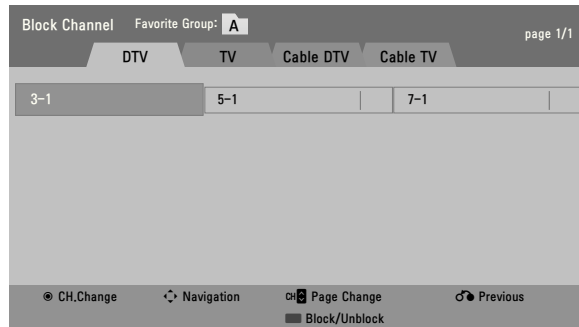 Block Channel Favorite Group: A page 1/1
DTV TV Cable DTV Cable TV
3-1 5-1 7-1
CH.Change Navigation CH Page Change Previous
Block/Unblock